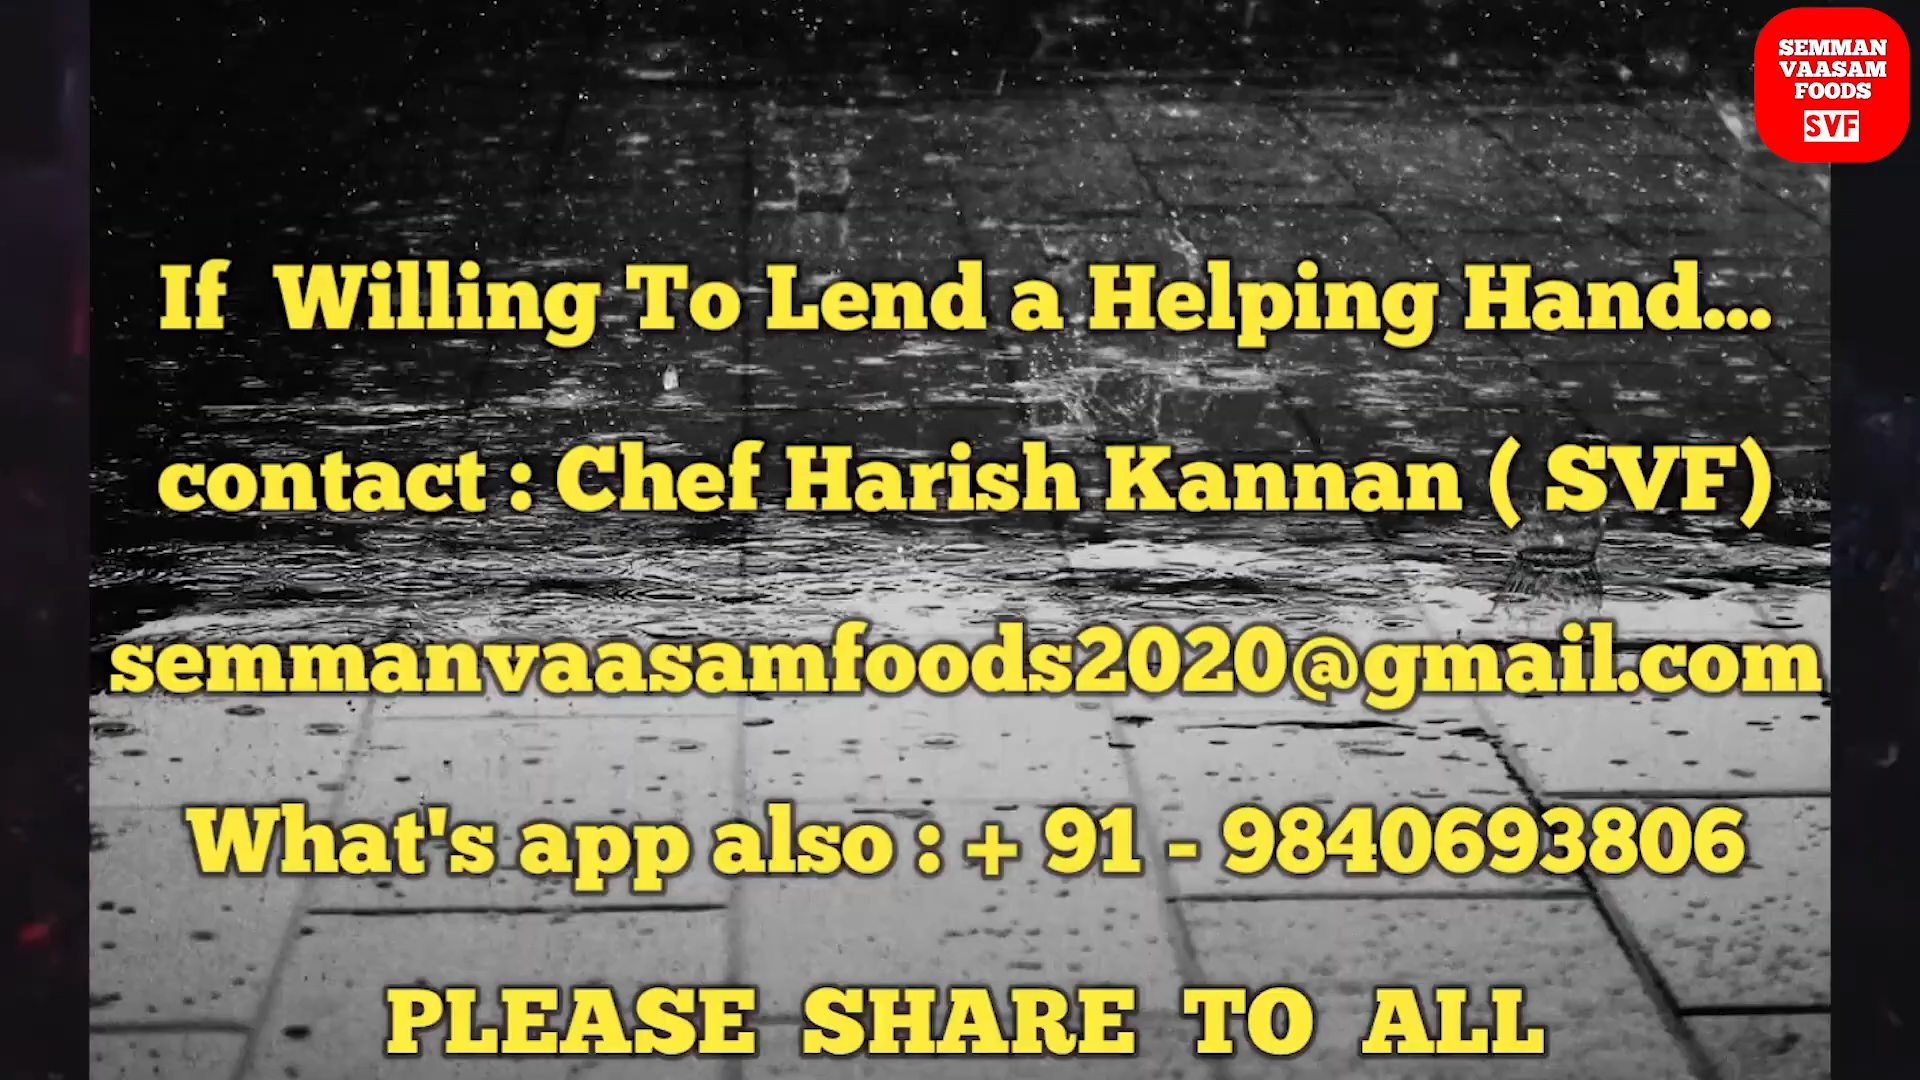 SEMMAN
VAASAM
FOODS
SVF
If Willing To Lend a Helping Hand...
contact : Chef Harish Kannan ( SVF)
semmanvaasamfoods2020@gmail.com
What's app also : + 91 - 9840693806
PLEASE SHARE TO ALL